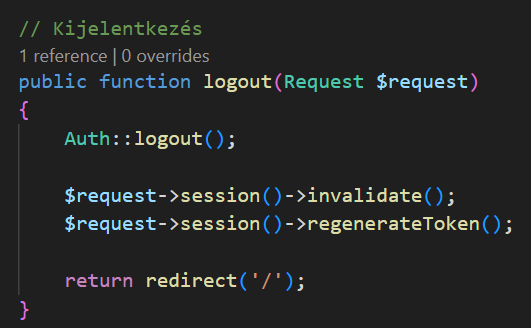 // Kijelentkezés
1 reference | 0 overrides
public function logout(Request $request)
{
    Auth::logout();
    $request->session()->invalidate();
    $request->session()->regenerateToken();
    return redirect('/');
}